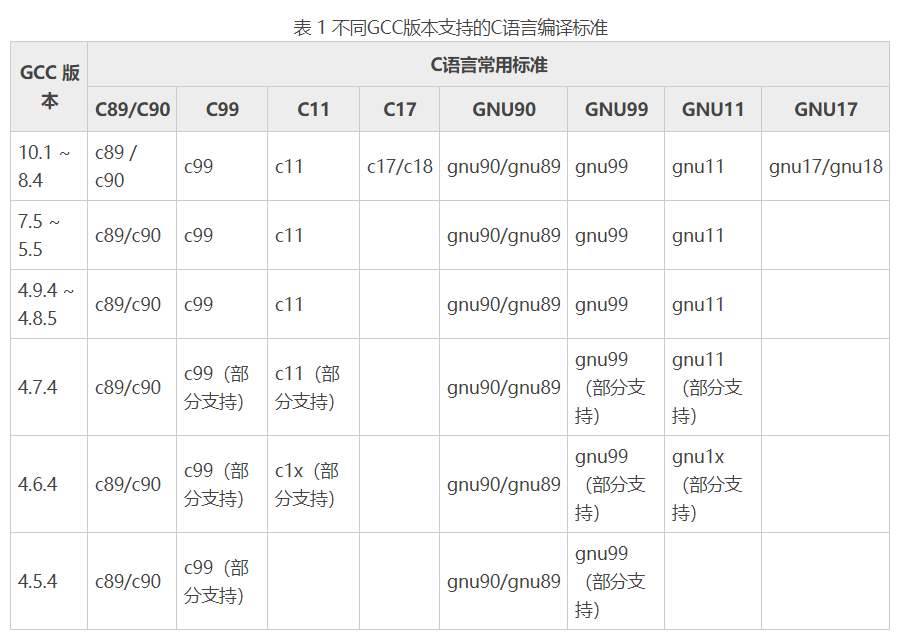 表 1 不同GCC版本支持的C语言编译标准
GCC 版本 C语言常用标准
C89/C90 C99 C11 C17 GNU90 GNU99 GNU11 GNU17
10.1 ~ 8.4 c89 / c90 c99 c11 c17/c18 gnu90/gnu89 gnu99 gnu11 gnu17/gnu18
7.5 ~ 5.5 c89/c90 c99 c11 gnu90/gnu89 gnu99 gnu11
4.9.4 ~ 4.8.5 c89/c90 c99 c11 gnu90/gnu89 gnu99 gnu11
4.7.4 c89/c90 c99（部分支持） c11（部分支持） gnu90/gnu89 gnu99（部分支持） gnu11（部分支持）
4.6.4 c89/c90 c99（部分支持） c1x（部分支持） gnu90/gnu89 gnu99（部分支持） gnu1x（部分支持）
4.5.4 c89/c90 c99（部分支持） gnu90/gnu89 gnu99（部分支持）